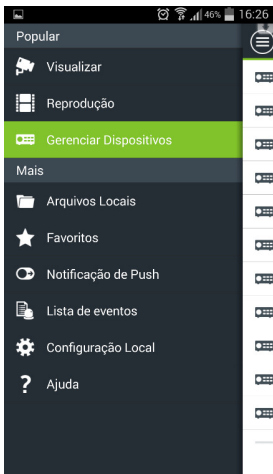 46% 16:26
Popular
Visualizar
Reprodução
Gerenciar Dispositivos
Mais
Arquivos Locais
Favoritos
Notificação de Push
Lista de eventos
Configuração Local
Ajuda